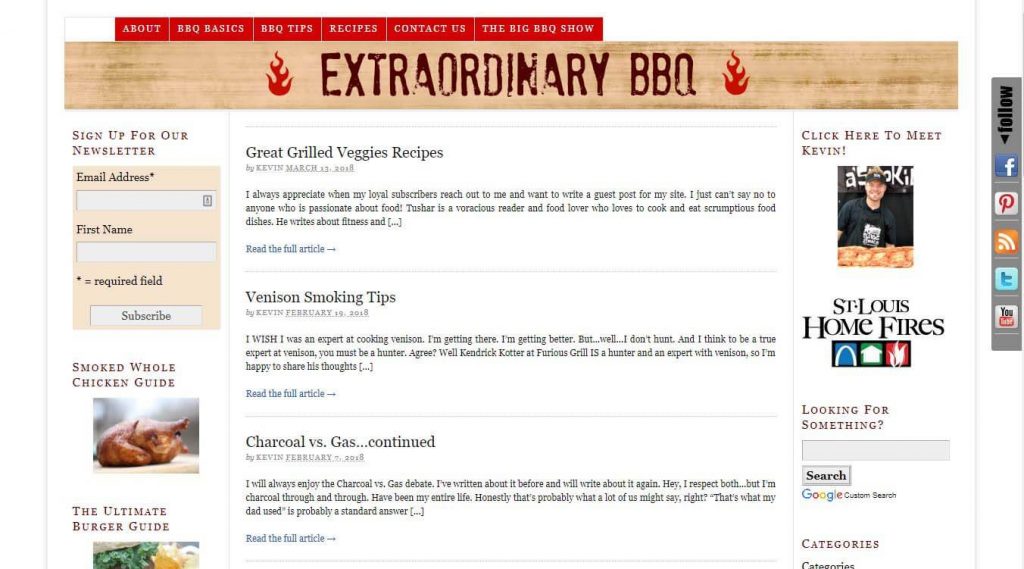 ABOUT
BBQ BASICS
BBQ TIPS
RECIPES
CONTACT US
THE BIG BBQ SHOW
EXTRAORDINARY BBQ
Sign Up For Our
Newsletter
Email Address*
First Name
* = required field
Subscribe
Smoked Whole
Chicken Guide
The Ultimate
Burger Guide
Great Grilled Veggies Recipes
by KEVIN MARCH 13, 2018
I always appreciate when my loyal subscribers reach out to me and want to write a guest post for my site. I just can't say no to
anyone who is passionate about food! Tushar is a voracious reader and food lover who loves to cook and eat scrumptious food
dishes. He writes about fitness and [...]
Read the full article →
Venison Smoking Tips
by KEVIN FEBRUARY 19, 2018
I WISH I was an expert at cooking venison. I'm getting there. I'm getting better. But...well...I don't hunt. And I think to be a true
expert at venison, you must be a hunter. Agree? Well Kendrick Kotter at Furious Grill IS a hunter and an expert with venison, so I'm
happy to share his thoughts [...]
Read the full article →
Charcoal vs. Gas...continued
by KEVIN FEBRUARY 7, 2018
I will always enjoy the Charcoal vs. Gas debate. I've written about it before and will write about it again. Hey, I respect both...but I'm
charcoal through and through. Have been my entire life. Honestly that's probably what a lot of us might say, right? "That's what my
dad used" is probably a standard answer [...]
Read the full article →
Click Here To Meet
Kevin!
ST. LOUIS
HOME FIRES
Looking For
Something?
Search
Google Custom Search
Categories
Categories
follow
You
Tube